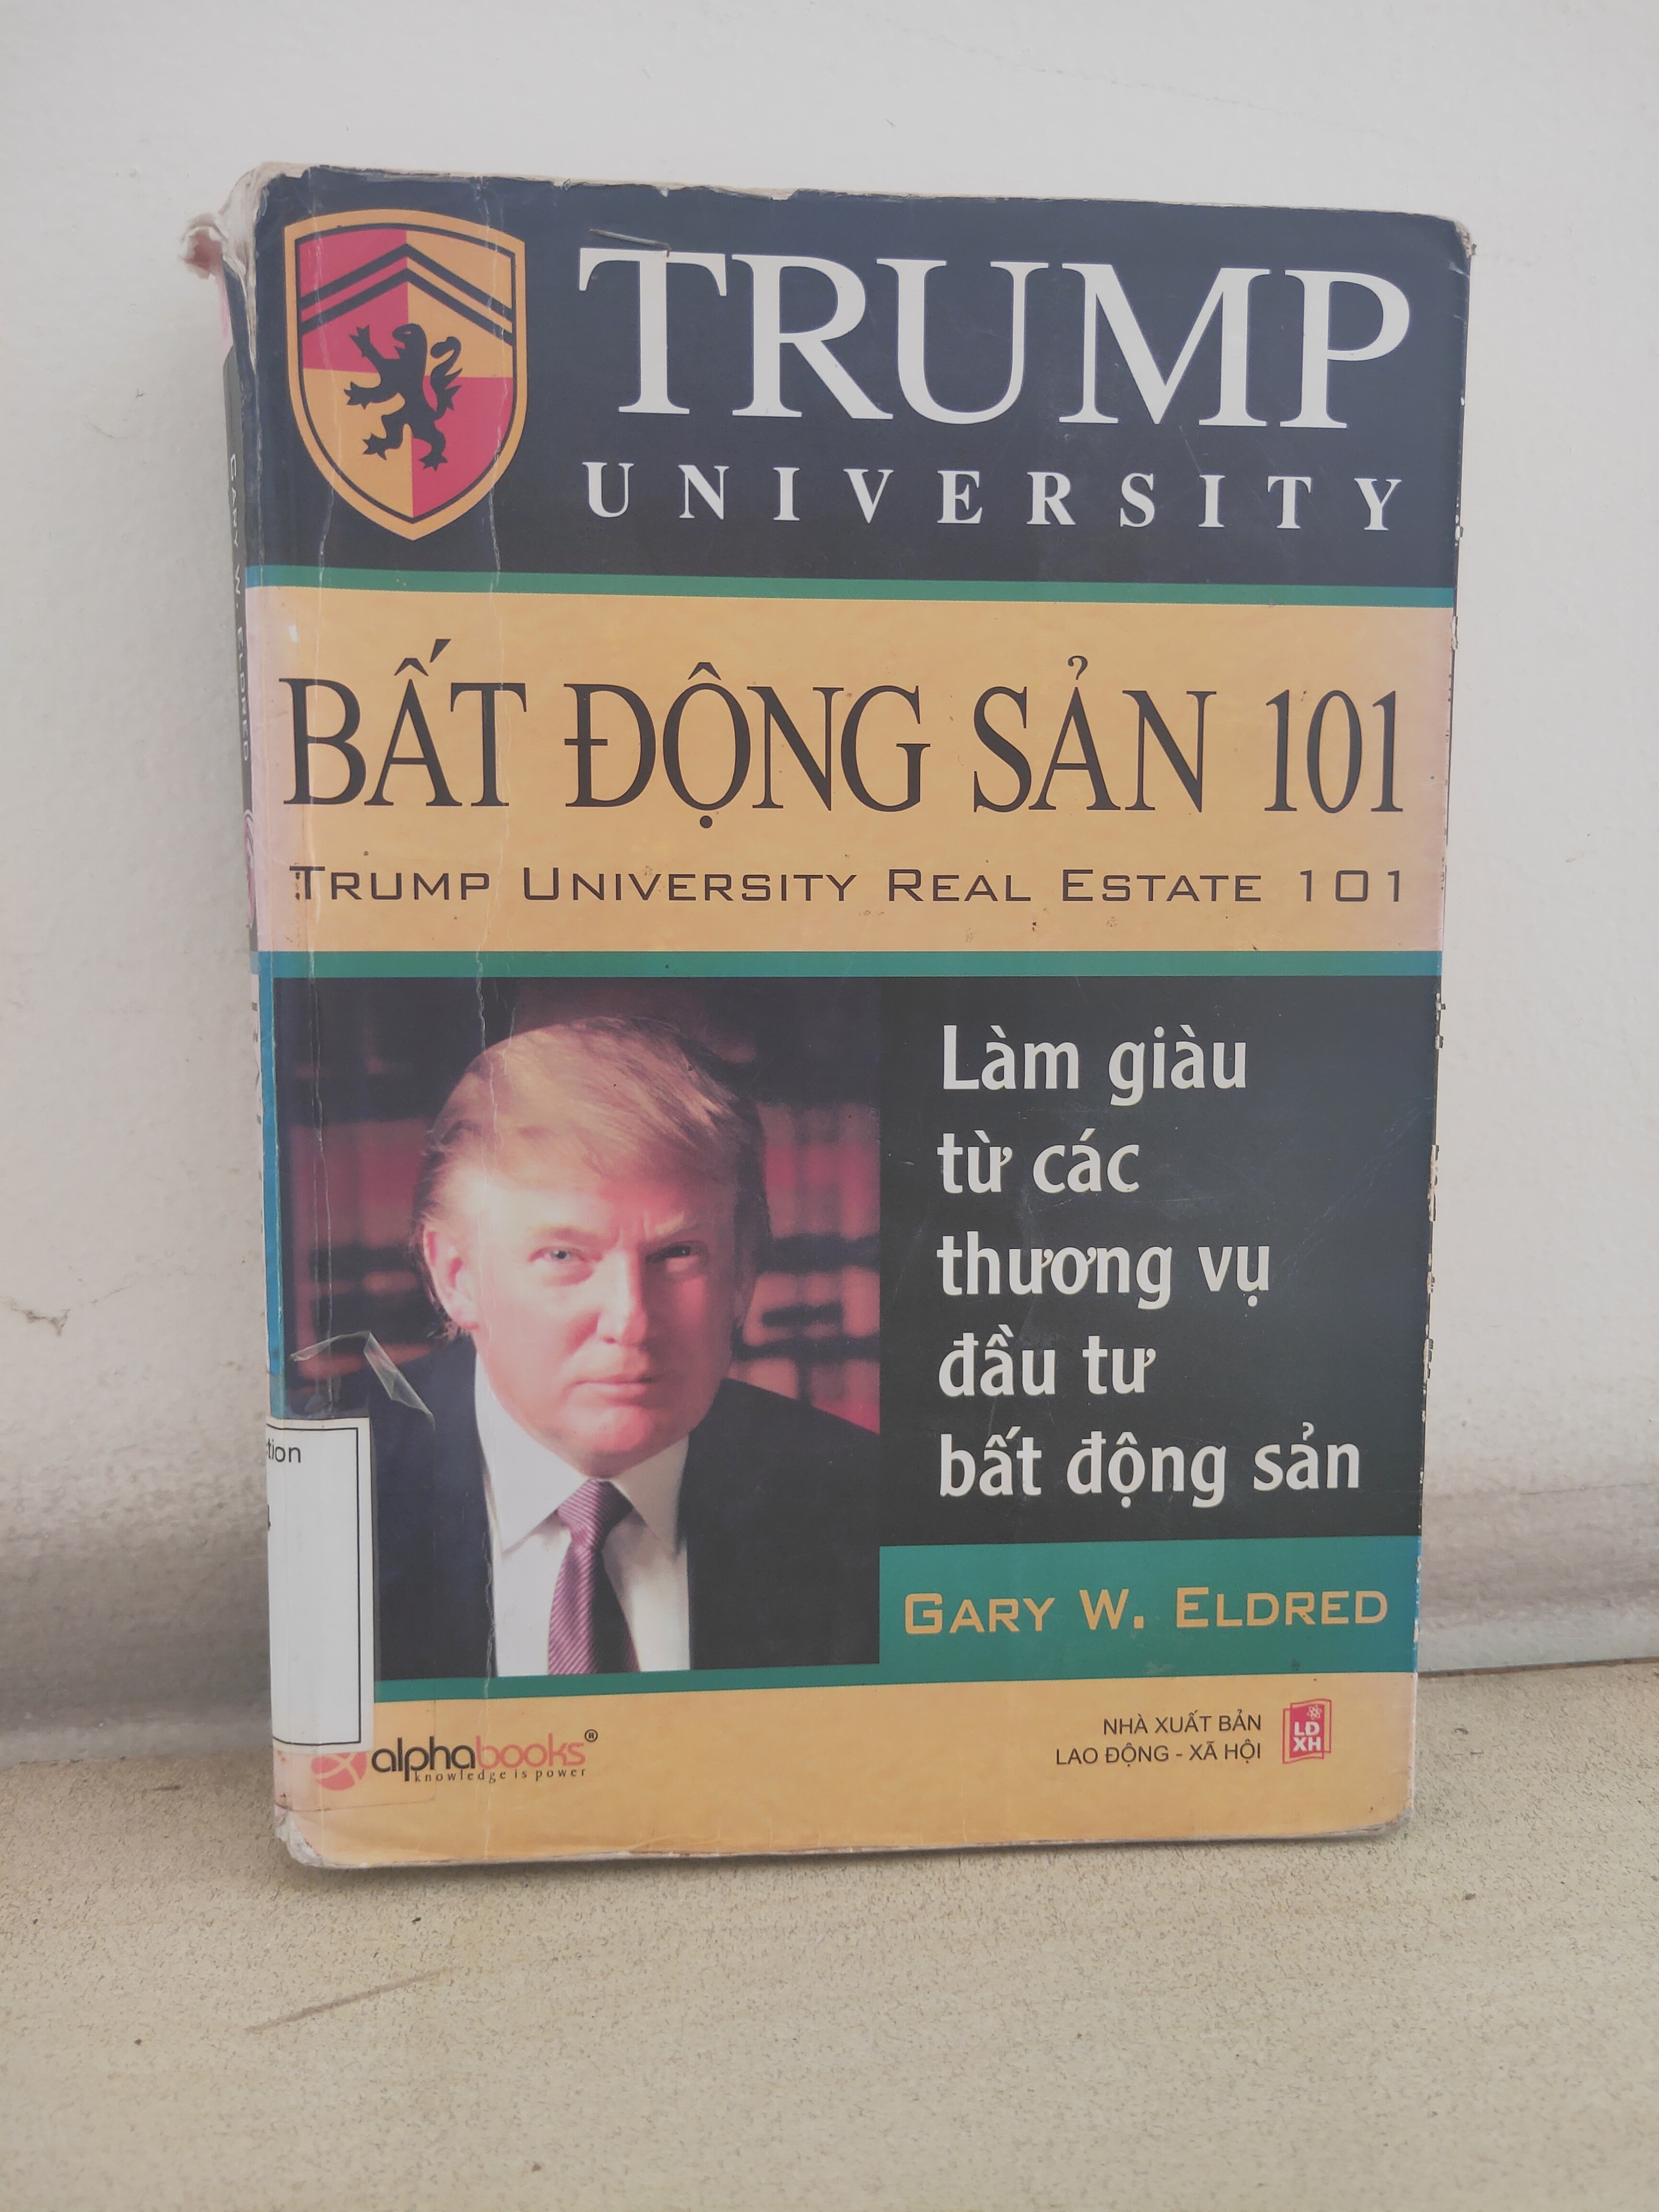 TRUMP
UNIVERSITY
BẤT ĐỘNG SẢN 101
TRUMP UNIVERSITY REAL ESTATE 101
Làm giàu
từ các
thương vụ
đầu tư
bất động sản
GARY W. ELDRED
alphabooks®
knowledge is power
NHÀ XUẤT BẢN
LAO ĐỘNG - XÃ HỘI
LĐ
XH
GARY W. ELDRED